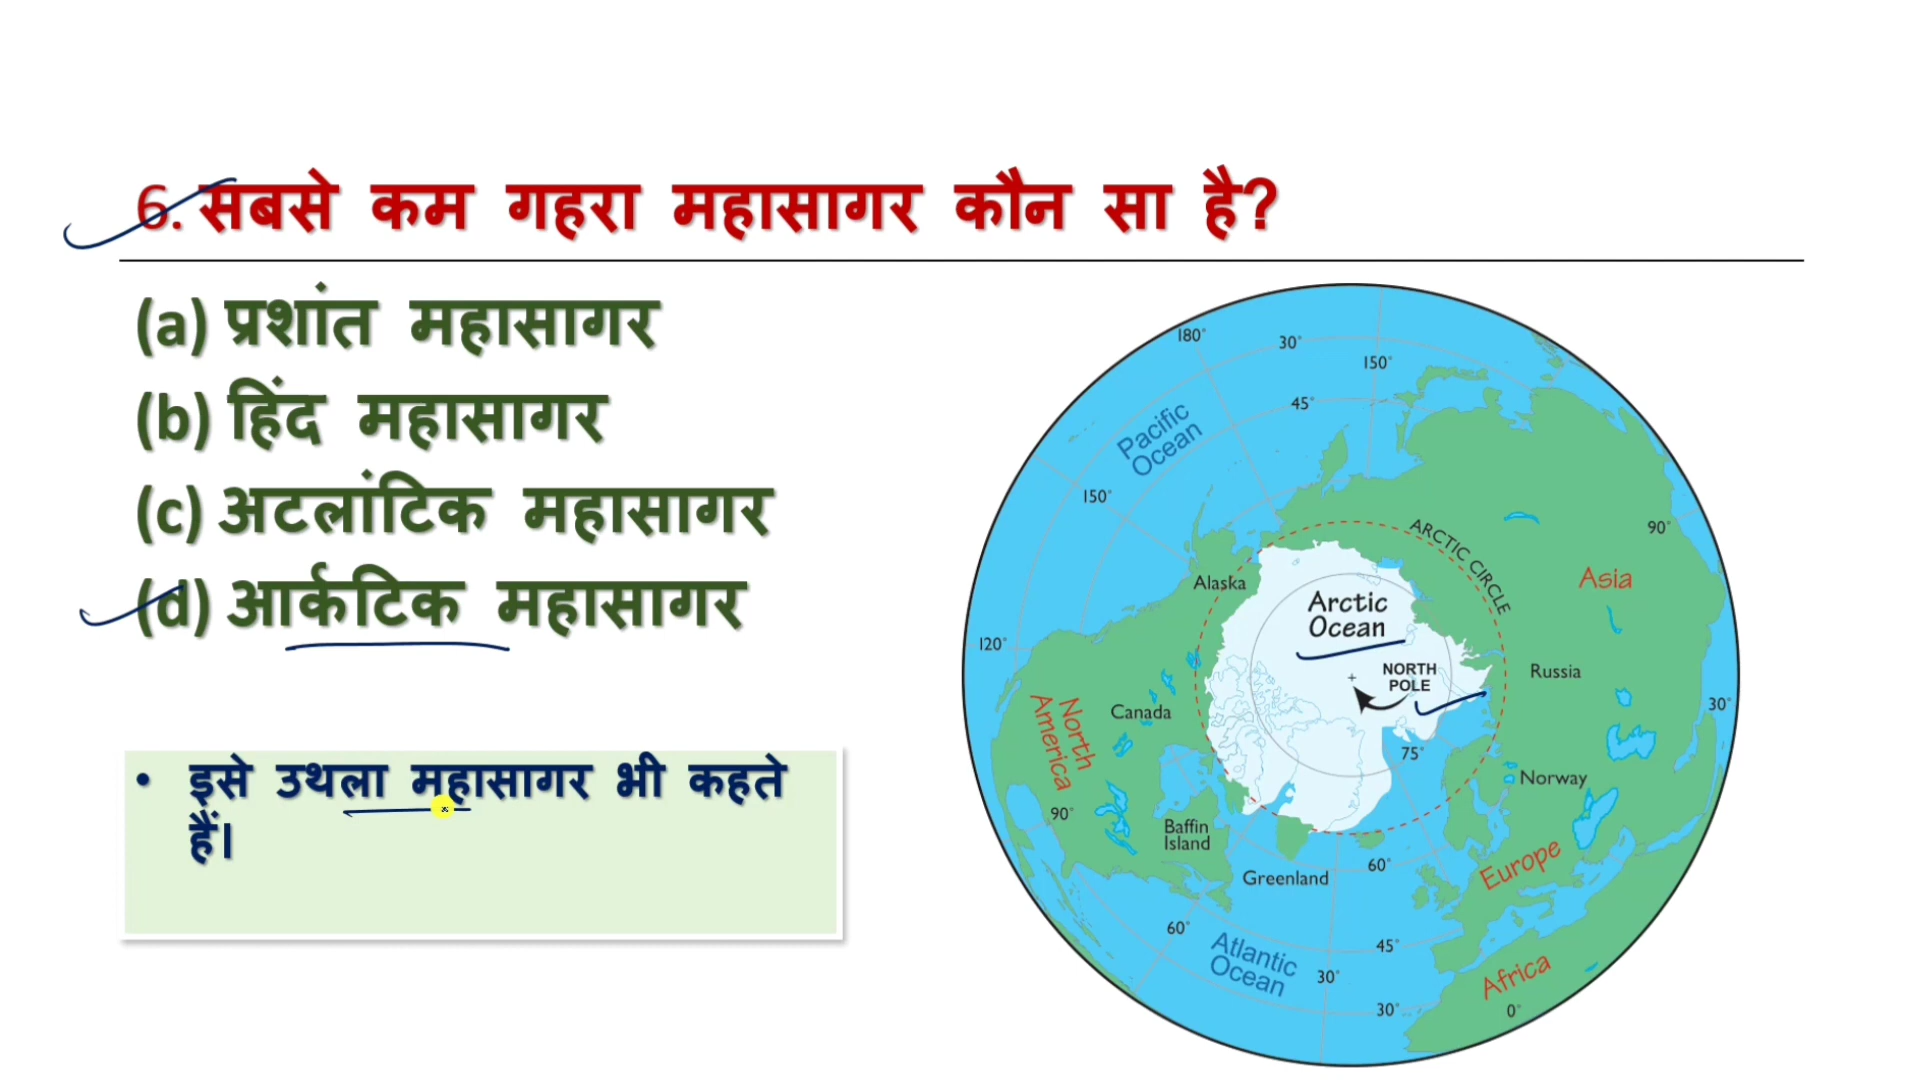 6. सबसे कम गहरा महासागर कौन सा है?
(a) प्रशांत महासागर
(b) हिंद महासागर
(c) अटलांटिक महासागर
(d) आर्कटिक महासागर
• इसे उथला महासागर भी कहते
हैं।
180°
30°
150°
45°
Pacific
Ocean
150°
90°
ARCTIC CIRCLE
Asia
Alaska
Arctic
Ocean
120°
NORTH
POLE
Russia
North
America
Canada
30°
75°
Norway
90°
Baffin
Island
60°
Europe
Greenland
60°
Atlantic
Ocean
45°
30°
Africa
30°
0°